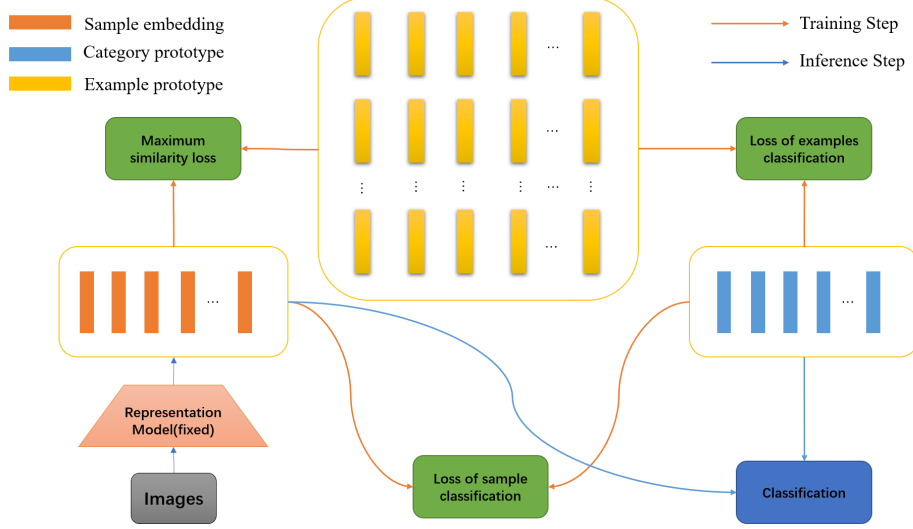 Sample embedding
Category prototype
Example prototype
Training Step
Inference Step
...
Maximum
similarity loss
...
Loss of examples
classification
⋮ ⋮ ⋮ ⋮ ... ⋮
...
...
...
Representation
Model(fixed)
Images
Loss of sample
classification
Classification